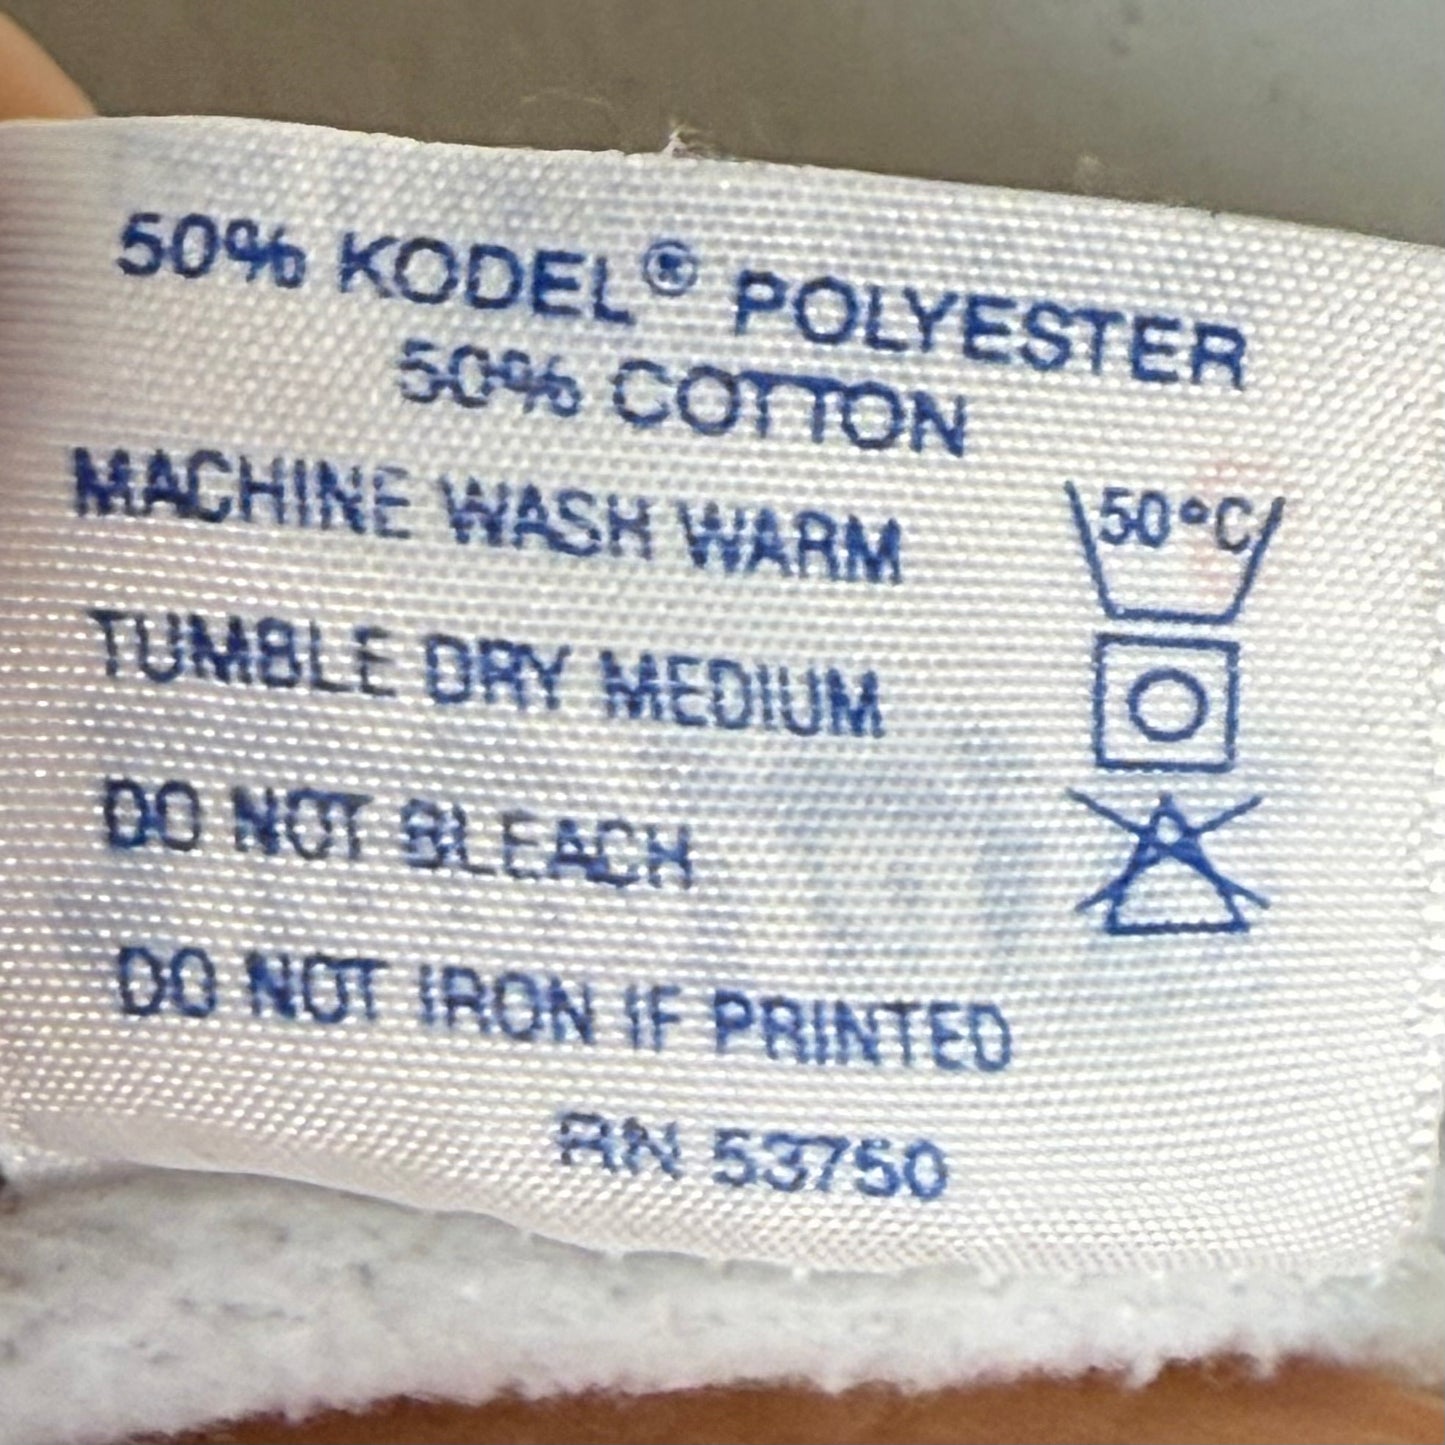 50% KODEL® POLYESTER
50% COTTON
MACHINE WASH WARM
50°C
TUMBLE DRY MEDIUM
DO NOT BLEACH
DO NOT IRON IF PRINTED
RN 53750